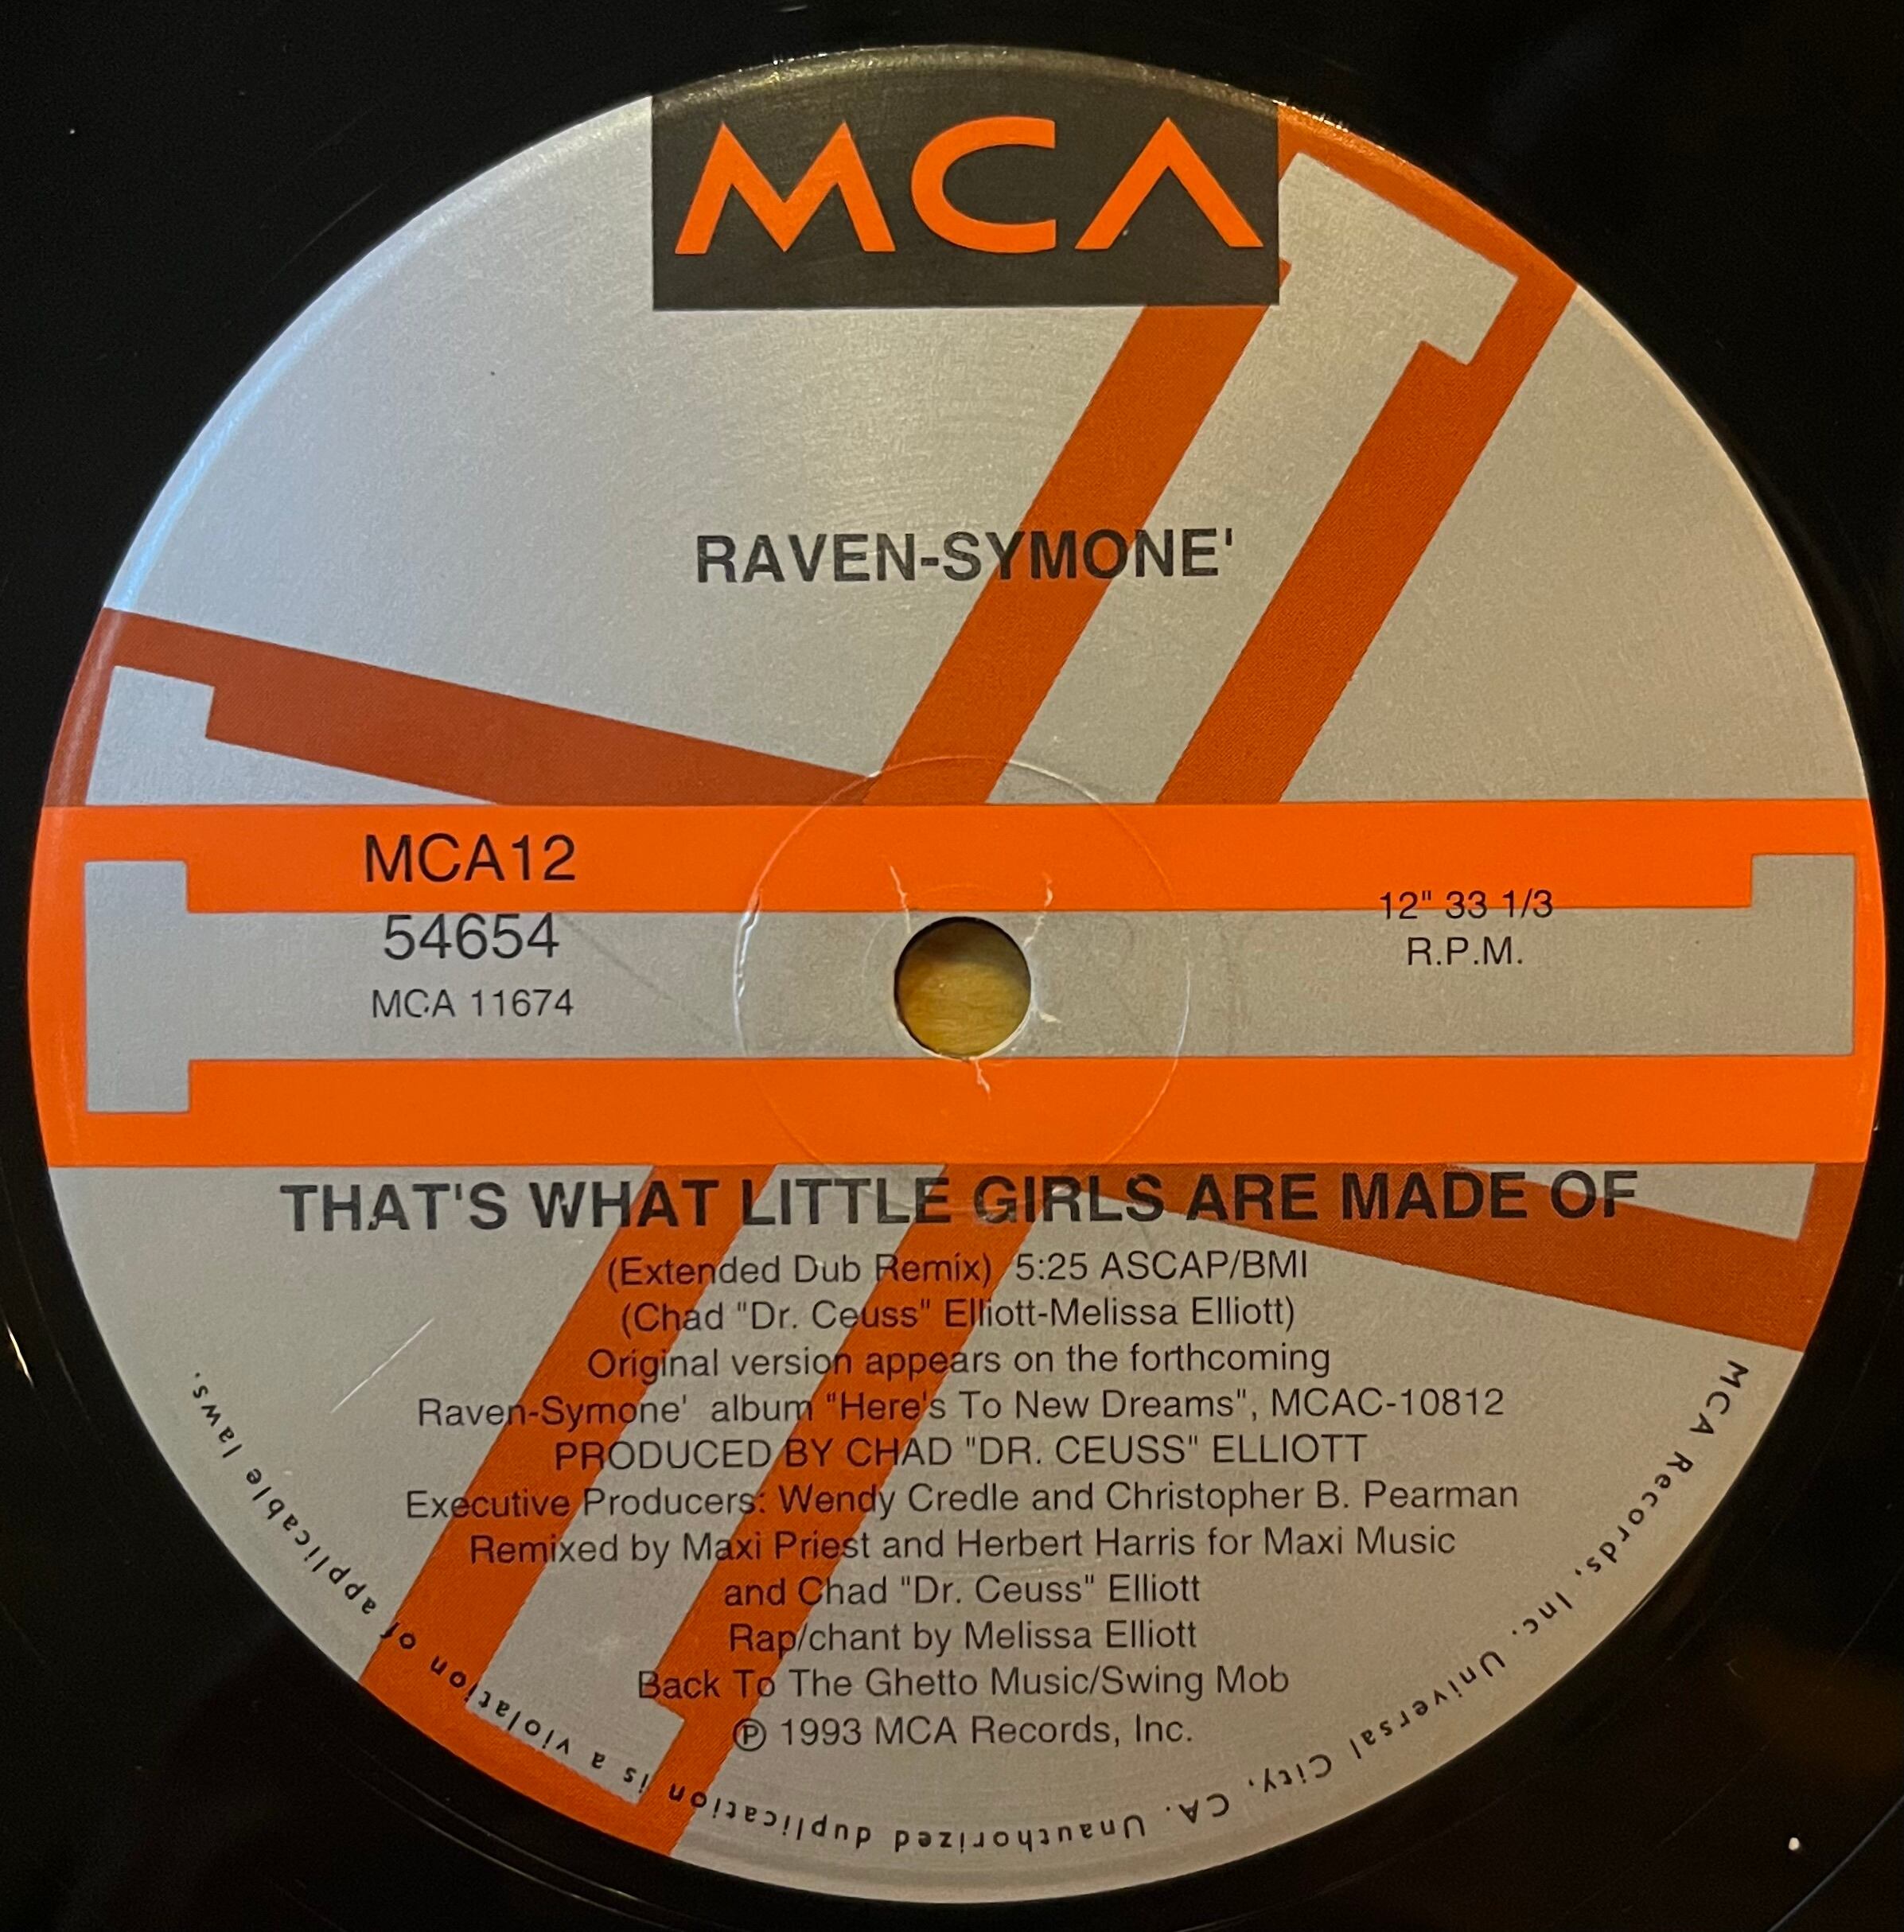 MCA
RAVEN-SYMONE'
MCA12
54654
MCA 11674
12" 33 1/3
R.P.M.
THAT'S WHAT LITTLE GIRLS ARE MADE OF
(Extended Dub Remix) 5:25 ASCAP/BMI
(Chad "Dr. Ceuss" Elliott-Melissa Elliott)
Original version appears on the forthcoming
Raven-Symone' album "Here's To New Dreams", MCAC-10812
PRODUCED BY CHAD "DR. CEUSS" ELLIOTT
Executive Producers: Wendy Credle and Christopher B. Pearman
Remixed by Maxi Priest and Herbert Harris for Maxi Music
and Chad "Dr. Ceuss" Elliott
Rap/chant by Melissa Elliott
Back To The Ghetto Music/Swing Mob
℗ 1993 MCA Records, Inc.
MCA Records, Inc. Universal City, CA. Unauthorized duplication is a violation of applicable laws.